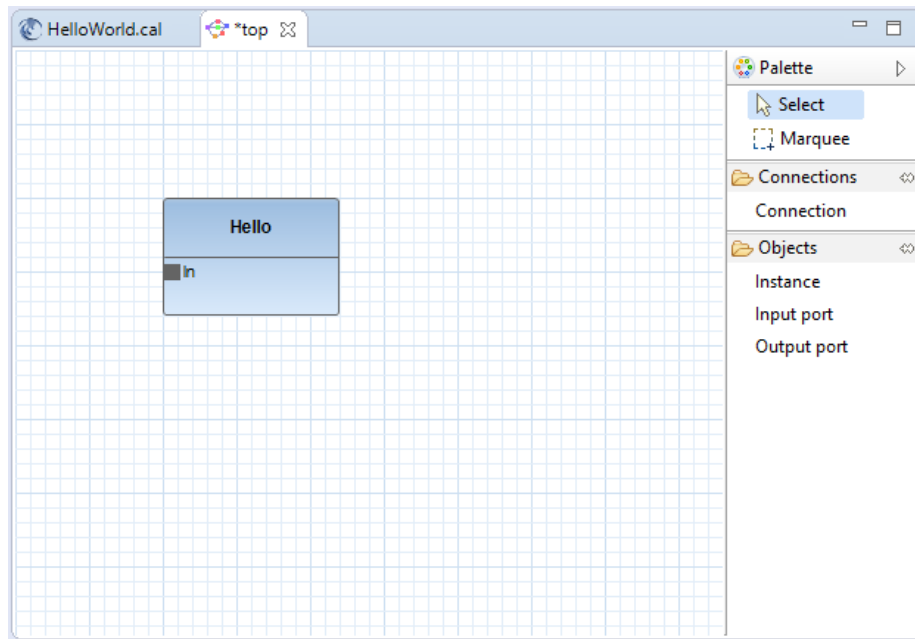 HelloWorld.cal
*top
Palette
Select
Marquee
Connections
Connection
Hello
Objects
In
Instance
Input port
Output port